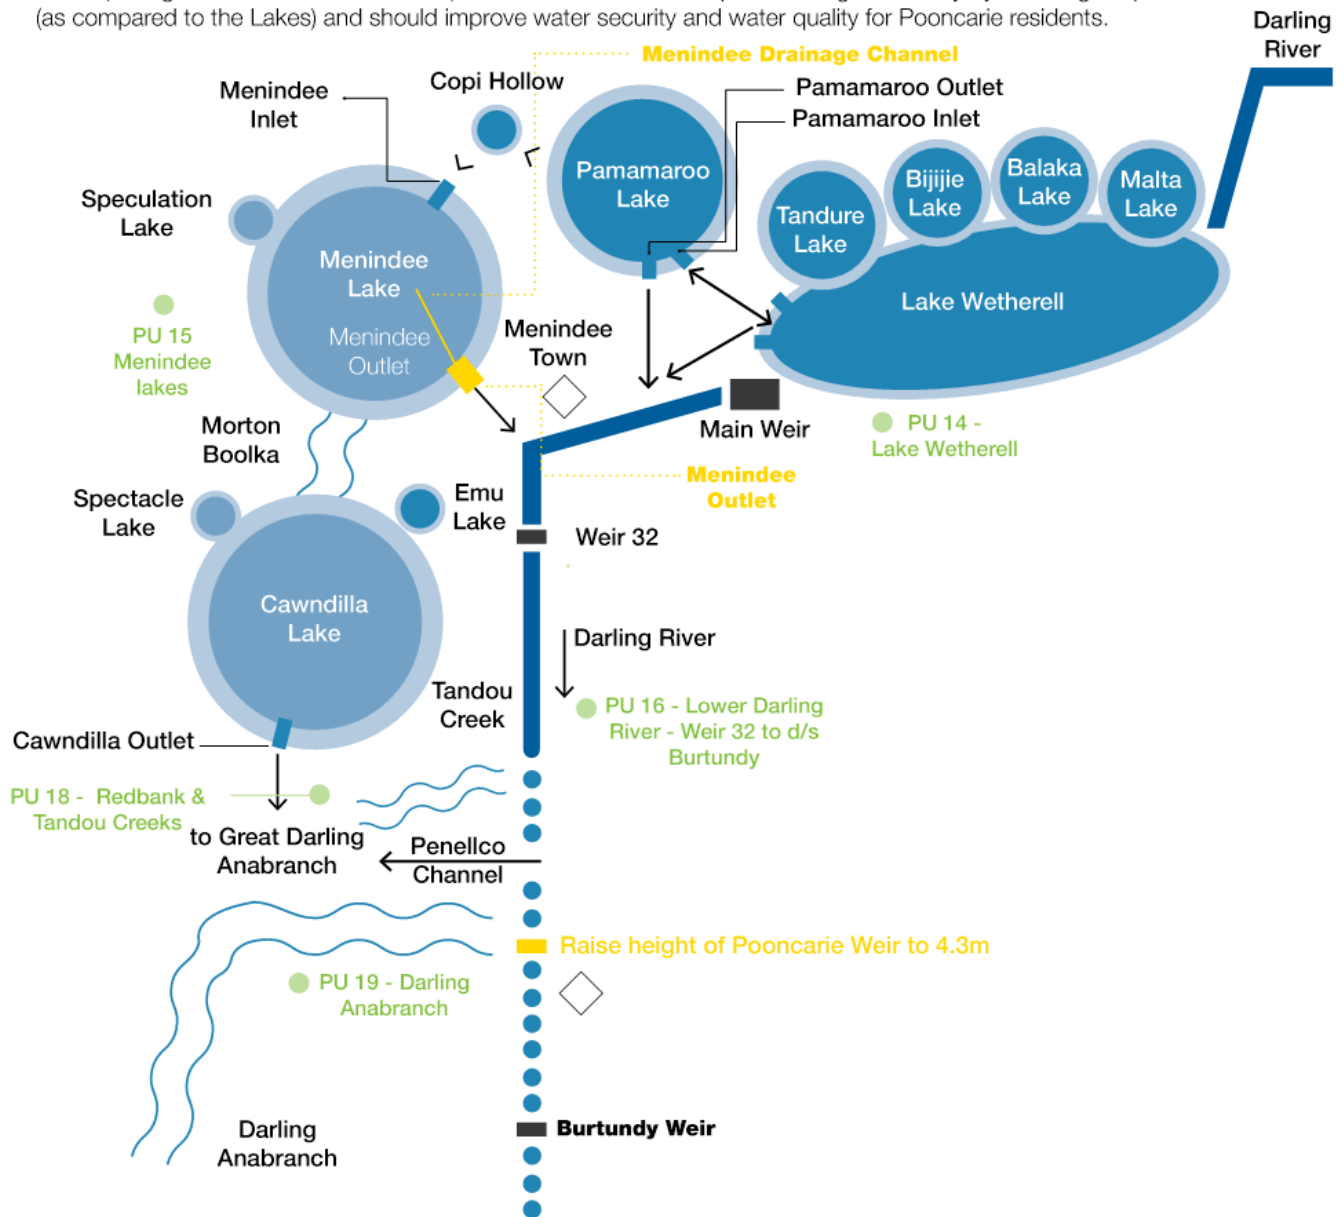 (as compared to the Lakes) and should improve water security and water quality for Pooncarie residents.
Darling
River
Menindee Drainage Channel
Copi Hollow
Menindee
Inlet
Pamamaroo Outlet
Pamamaroo Inlet
Pamamaroo
Lake
Bijijie
Lake
Balaka
Lake
Malta
Lake
Tandure
Lake
Speculation
Lake
Menindee
Lake
Lake Wetherell
Menindee
Outlet
Menindee
Town
PU 15
Menindee
lakes
Main Weir
PU 14 -
Lake Wetherell
Morton
Boolka
Menindee
Outlet
Spectacle
Lake
Emu
Lake
Weir 32
Cawndilla
Lake
Darling River
Tandou
Creek
PU 16 - Lower Darling
River - Weir 32 to d/s
Burtundy
Cawndilla Outlet
PU 18 - Redbank &
Tandou Creeks
to Great Darling
Anabranch
Penellco
Channel
Raise height of Pooncarie Weir to 4.3m
PU 19 - Darling
Anabranch
Darling
Anabranch
Burtundy Weir